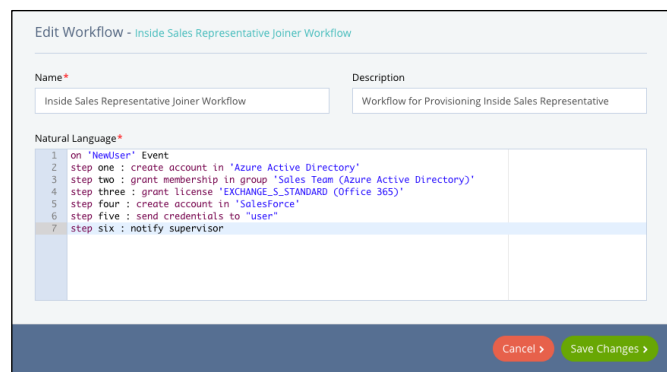 Edit Workflow - Inside Sales Representative Joiner Workflow
Name*
Description
Inside Sales Representative Joiner Workflow
Workflow for Provisioning Inside Sales Representative
Natural Language*
1 on 'NewUser' Event
2 step one : create account in 'Azure Active Directory'
3 step two : grant membership in group 'Sales Team (Azure Active Directory)'
4 step three : grant license 'EXCHANGE_S_STANDARD (Office 365)'
5 step four : create account in 'SalesForce'
6 step five : send credentials to "user"
7 step six : notify supervisor
Cancel >
Save Changes >